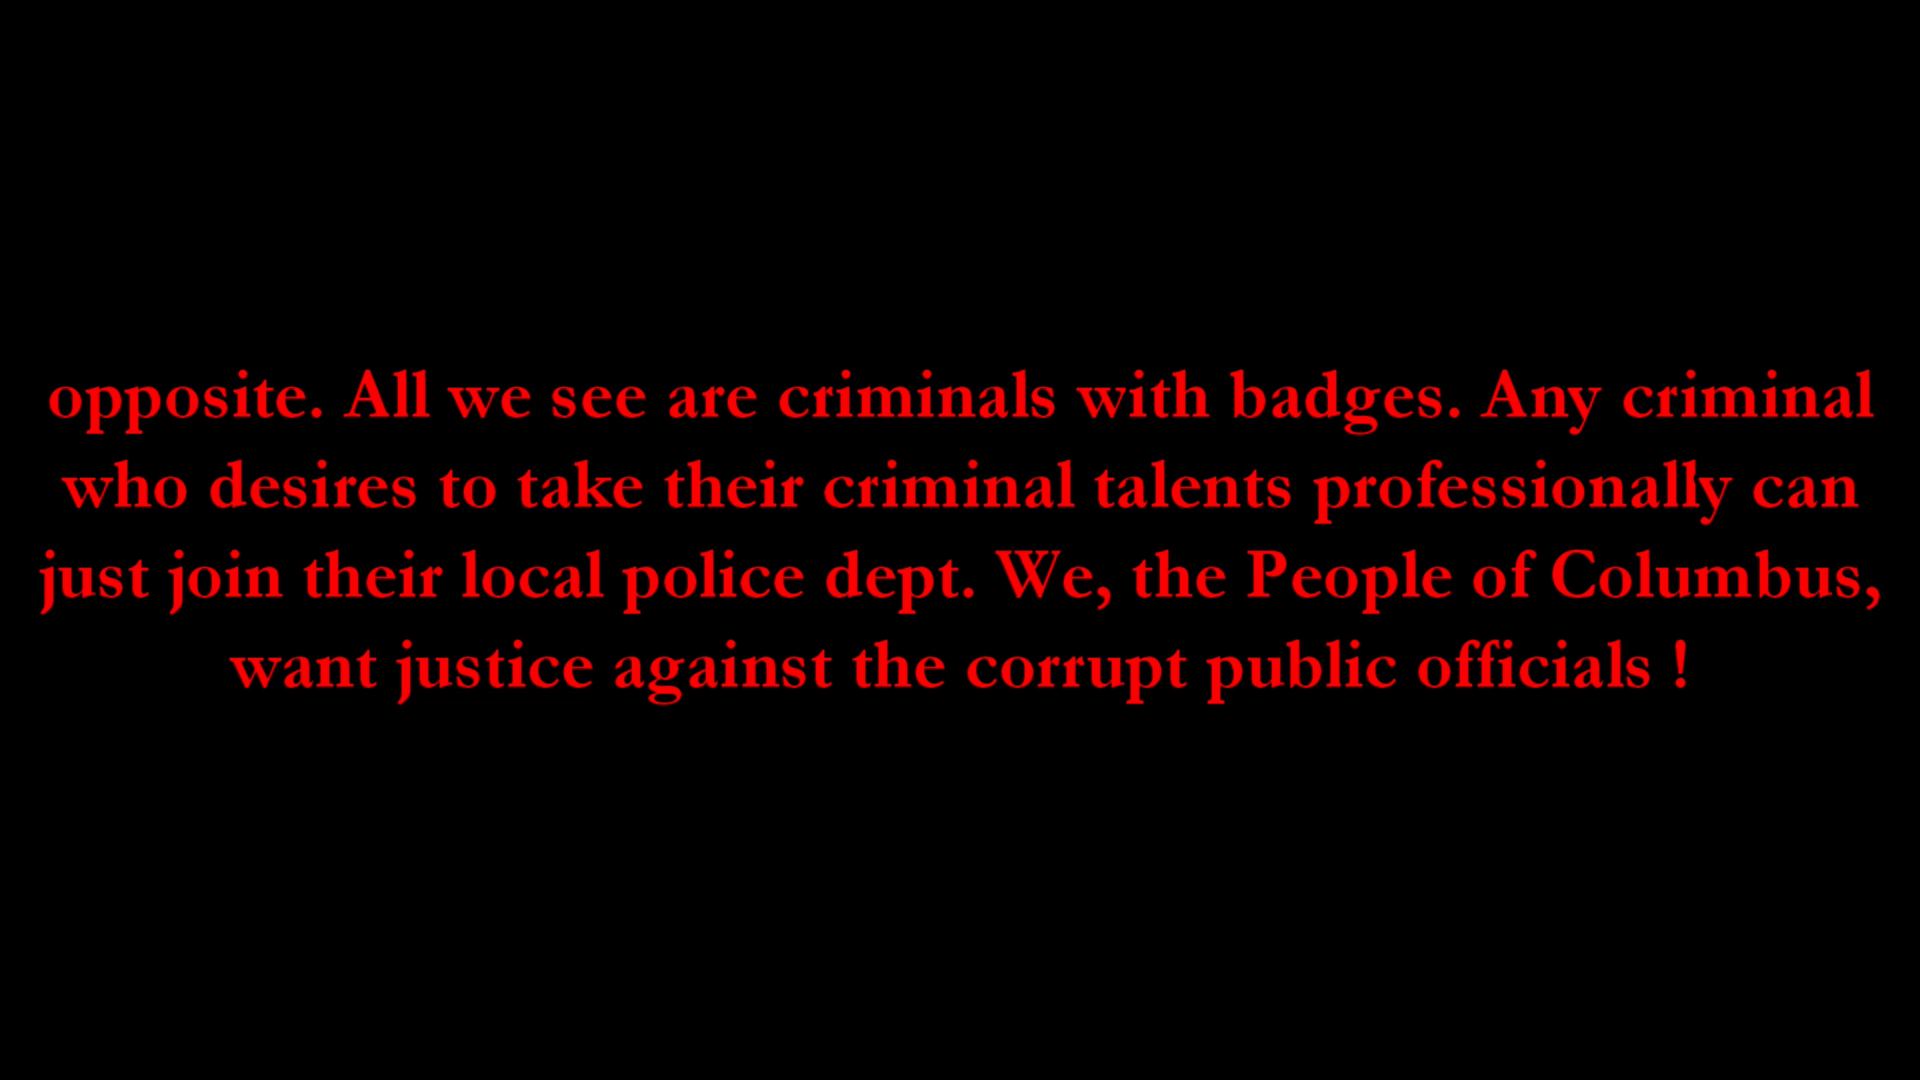 opposite. All we see are criminals with badges. Any criminal
who desires to take their criminal talents professionally can
just join their local police dept. We, the People of Columbus,
want justice against the corrupt public officials !